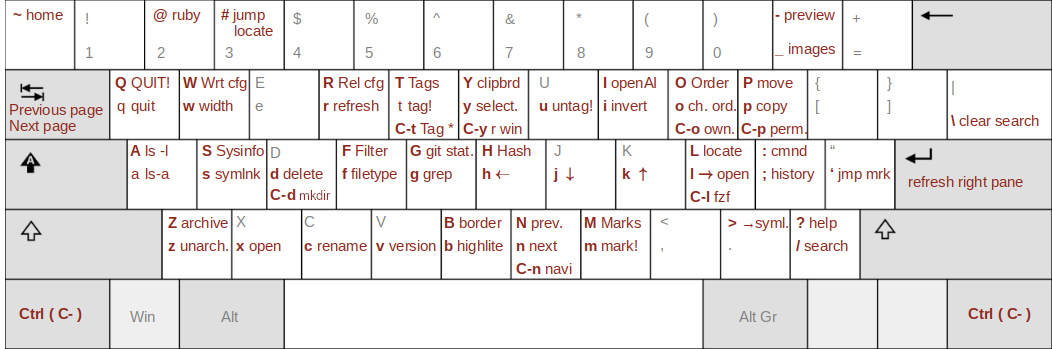 ~ home
!
1
@ ruby
2
# jump
locate
3
$
4
%
5
^
6
&
7
*
8
(
9
)
0
- preview
_ images
+
=
←
Previous page
Next page
Q QUIT!
q quit
W Wrt cfg
w width
E
e
R Rel cfg
r refresh
T Tags
t tag!
C-t Tag *
Y clipbrd
y select.
C-y r win
U
u untag!
I openAI
i invert
O Order
o ch. ord.
C-o own.
P move
p copy
C-p perm.
{
[
}
]
|
\ clear search
A
A ls -l
a ls-a
S Sysinfo
s symlnk
D
d delete
C-d mkdir
F Filter
f filetype
G git stat.
g grep
H Hash
h ←
J
j ↓
K
k ↑
L locate
l → open
C-l fzf
: cmnd
; history
“
‘ jmp mrk
refresh right pane
Z archive
z unarch.
X
x open
C
c rename
V
v version
B border
b highlite
N prev.
n next
C-n navi
M Marks
m mark!
<
,
> →syml.
.
? help
/ search
Ctrl ( C- )
Win
Alt
Alt Gr
Ctrl ( C- )